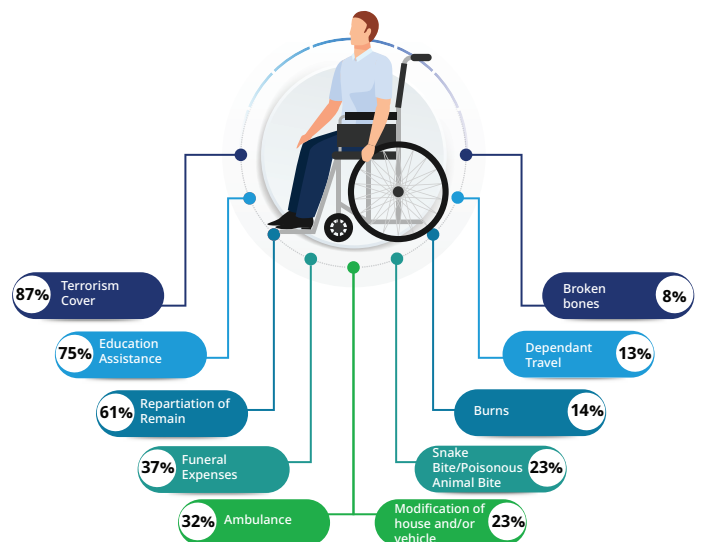 87%
Terrorism
Cover
75%
Education
Assistance
61%
Repartiation of
Remain
37%
Funeral
Expenses
32%
Ambulance
Broken
bones
8%
Dependant
Travel
13%
Burns
14%
Snake
Bite/Poisonous
Animal Bite
23%
Modification of
house and/or
vehicle
23%